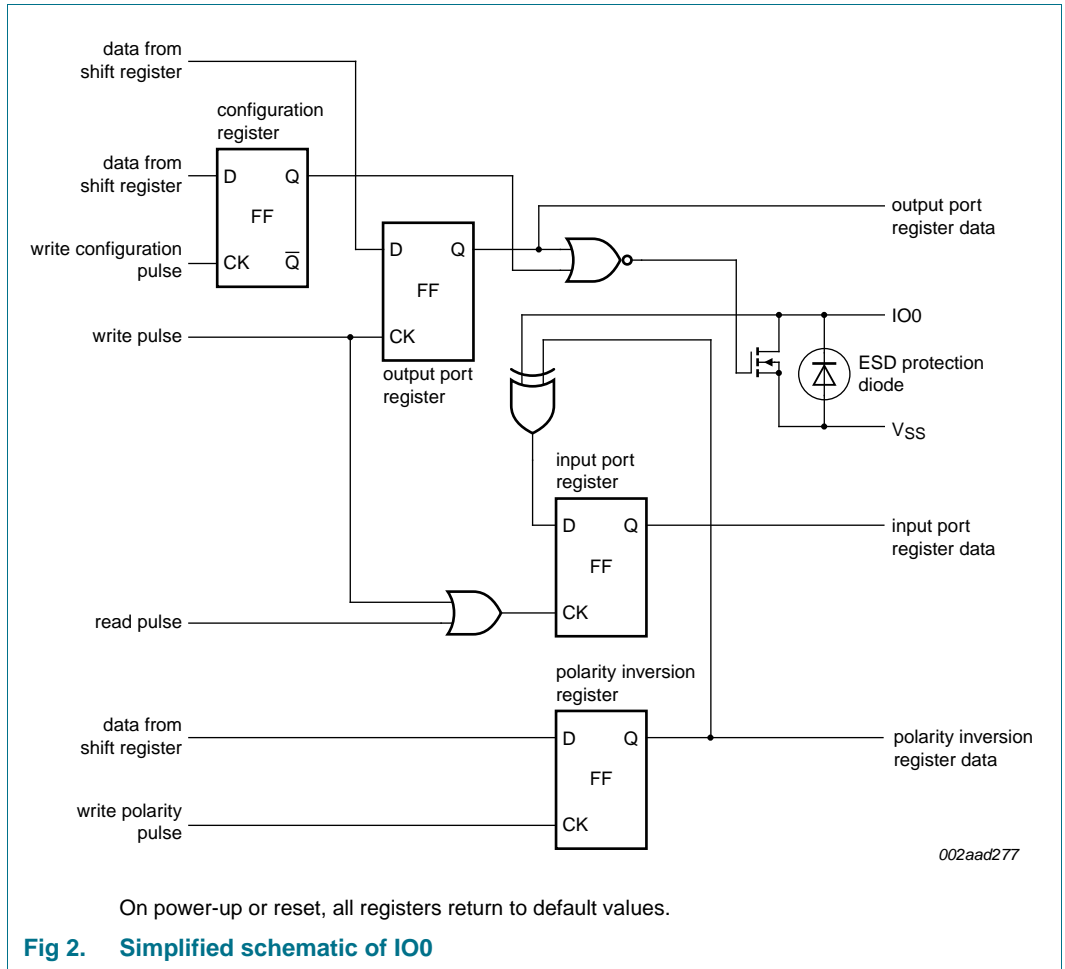 data from
shift register
configuration
register
data from
shift register
D Q
FF
write configuration
pulse
CK Q̅
D Q
FF
CK
output port
register
output port
register data
write pulse
IO0
ESD protection
diode
VSS
input port
register
D Q
FF
CK
input port
register data
read pulse
polarity inversion
register
data from
shift register
D Q
FF
CK
polarity inversion
register data
write polarity
pulse
002aad277
On power-up or reset, all registers return to default values.
Fig 2. Simplified schematic of IO0